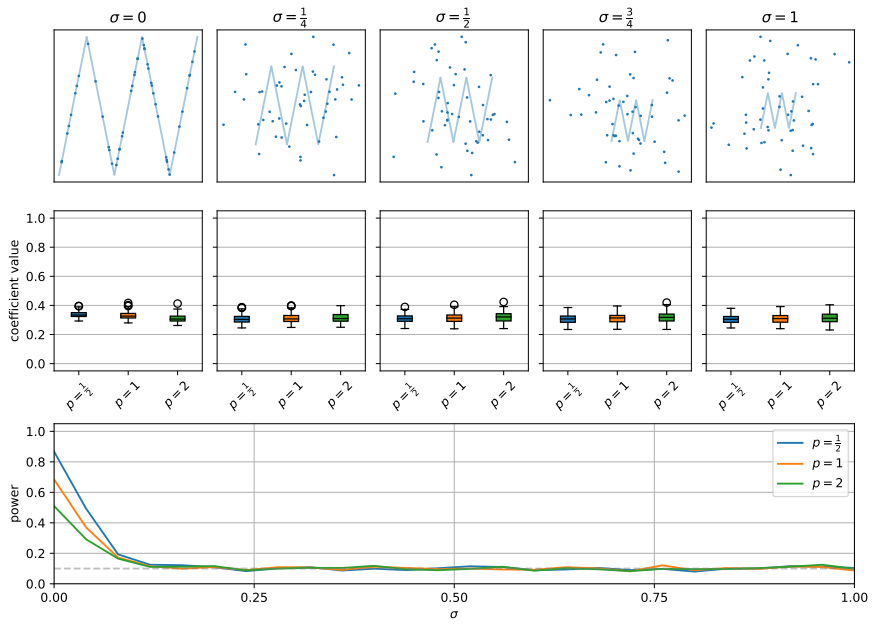 σ = 0
σ = 1/4
σ = 1/2
σ = 3/4
σ = 1
coefficient value
1.0
0.8
0.6
0.4
0.2
0.0
p = 1/2
p = 1
p = 2
p = 1/2
p = 1
p = 2
p = 1/2
p = 1
p = 2
p = 1/2
p = 1
p = 2
p = 1/2
p = 1
p = 2
power
1.0
0.8
0.6
0.4
0.2
0.0
p = 1/2
p = 1
p = 2
0.00
0.25
0.50
0.75
1.00
σ